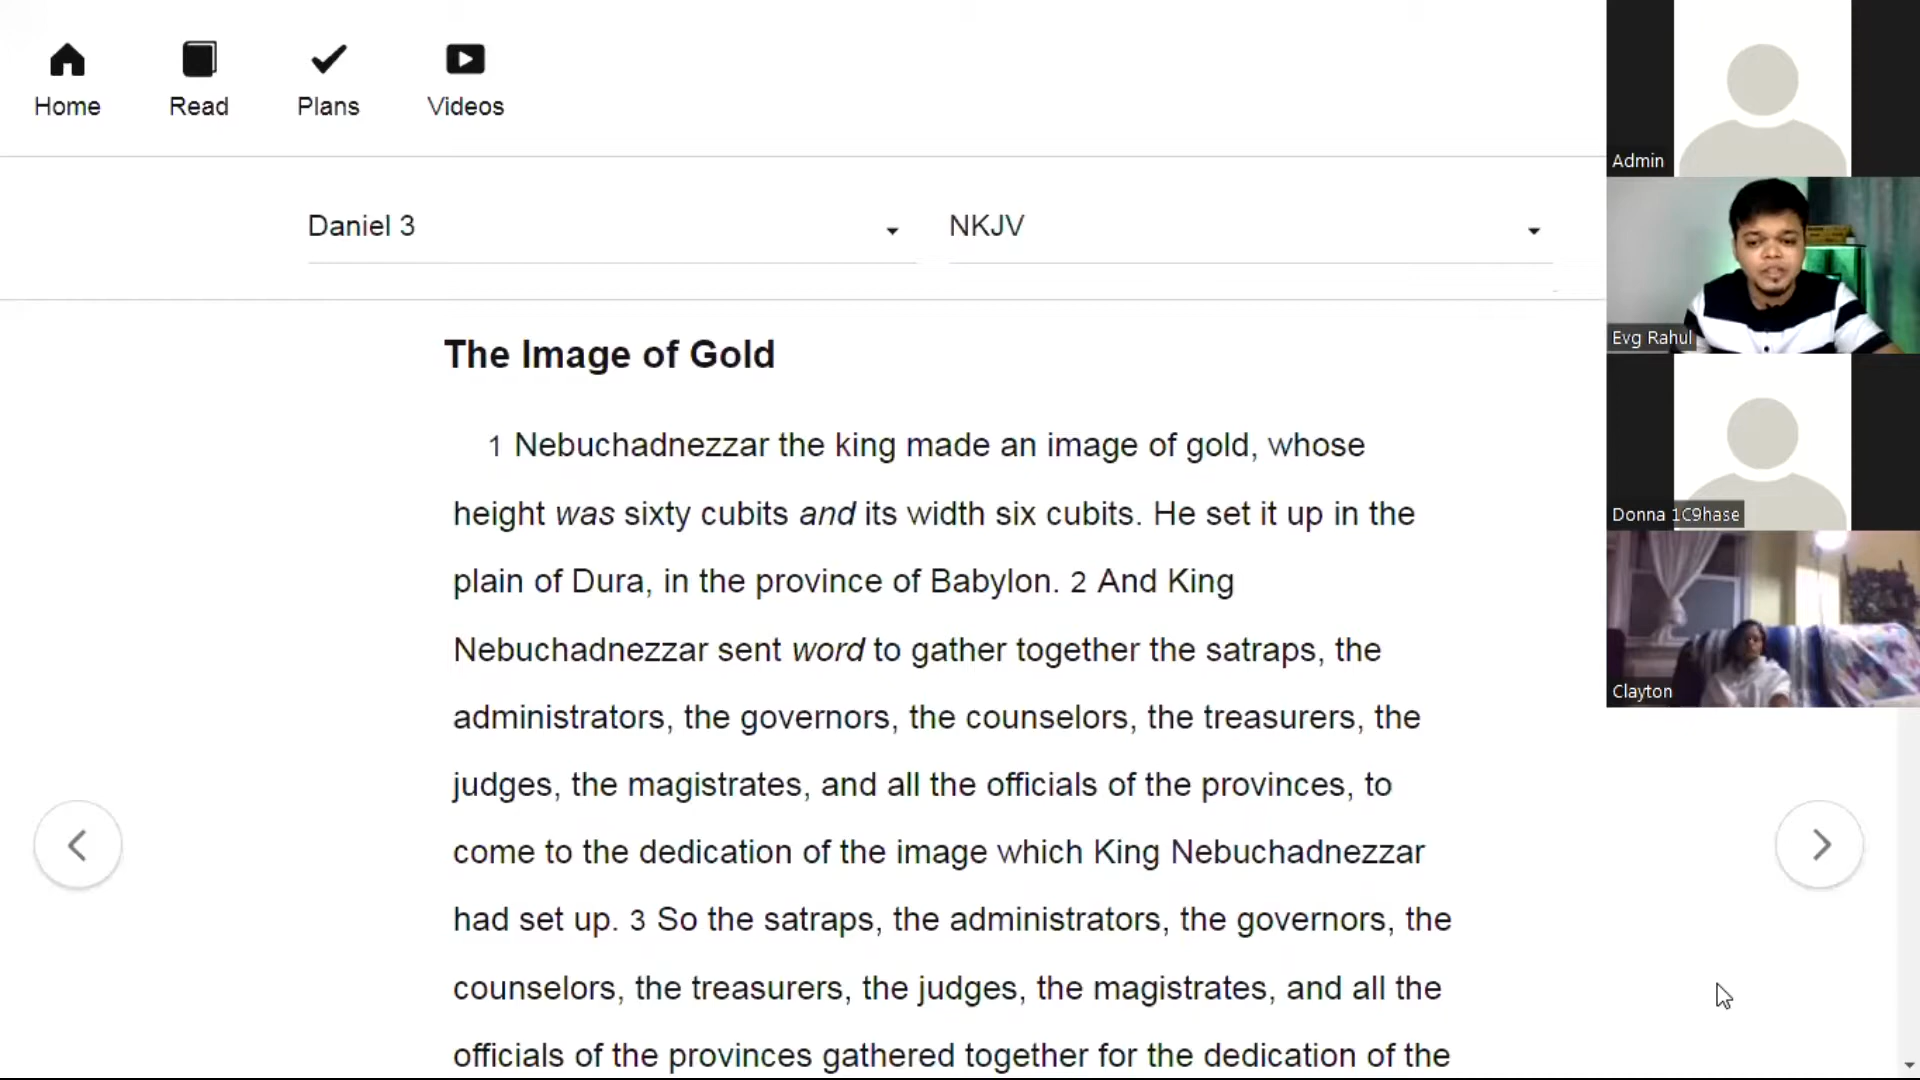 Home Read Plans Videos
Daniel 3 NKJV
The Image of Gold
1 Nebuchadnezzar the king made an image of gold, whose
height was sixty cubits and its width six cubits. He set it up in the
plain of Dura, in the province of Babylon. 2 And King
Nebuchadnezzar sent word to gather together the satraps, the
administrators, the governors, the counselors, the treasurers, the
judges, the magistrates, and all the officials of the provinces, to
come to the dedication of the image which King Nebuchadnezzar
had set up. 3 So the satraps, the administrators, the governors, the
counselors, the treasurers, the judges, the magistrates, and all the
officials of the provinces gathered together for the dedication of the
Admin
Evg Rahul
Donna 1C9hase
Clayton